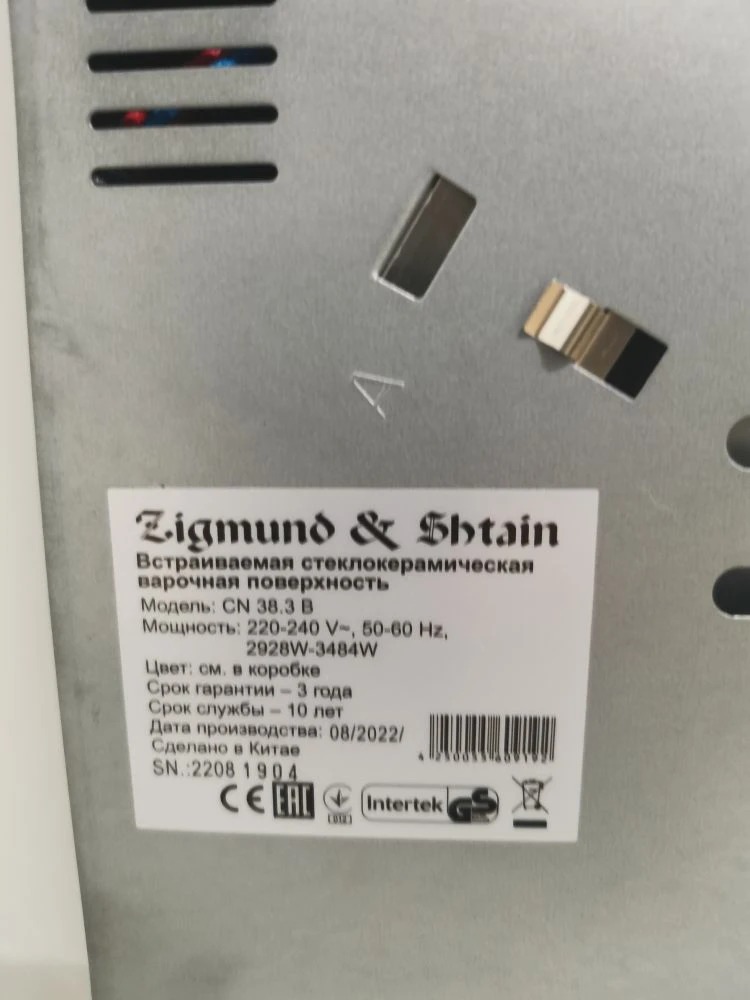 A
Zigmund & Shtain
Встраиваемая стеклокерамическая
варочная поверхность
Модель: CN 38.3 B
Мощность: 220-240 V~, 50-60 Hz,
2928W-3484W
Цвет: см. в коробке
Срок гарантии – 3 года
Срок службы – 10 лет
Дата производства: 08/2022/
Сделано в Китае
SN.:2208 1904
CE EAC Intertek GS